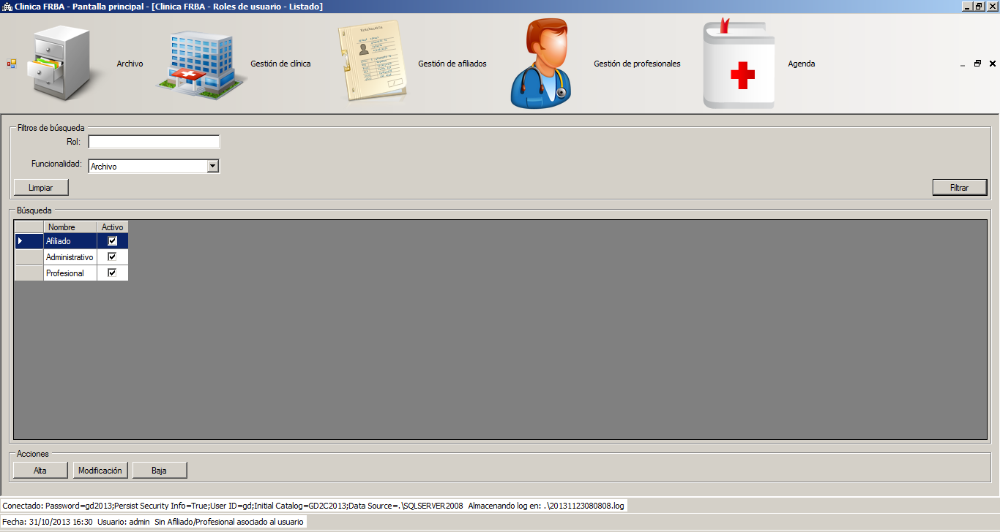 Clinica FRBA - Pantalla principal - [Clinica FRBA - Roles de usuario - Listado]
Archivo
Gestión de clínica
Gestión de afiliados
Gestión de profesionales
Agenda
Filtros de búsqueda
Rol:
Funcionalidad: Archivo
Limpiar Filtrar
Búsqueda
Nombre Activo
Afiliado
Administrativo
Profesional
Acciones
Alta Modificación Baja
Conectado: Password=gd2013;Persist Security Info=True;User ID=gd;Initial Catalog=GD2C2013;Data Source=.\SQLSERVER2008 Almacenando log en: .\20131123080808.log
Fecha: 31/10/2013 16:30 Usuario: admin Sin Afiliado/Profesional asociado al usuario